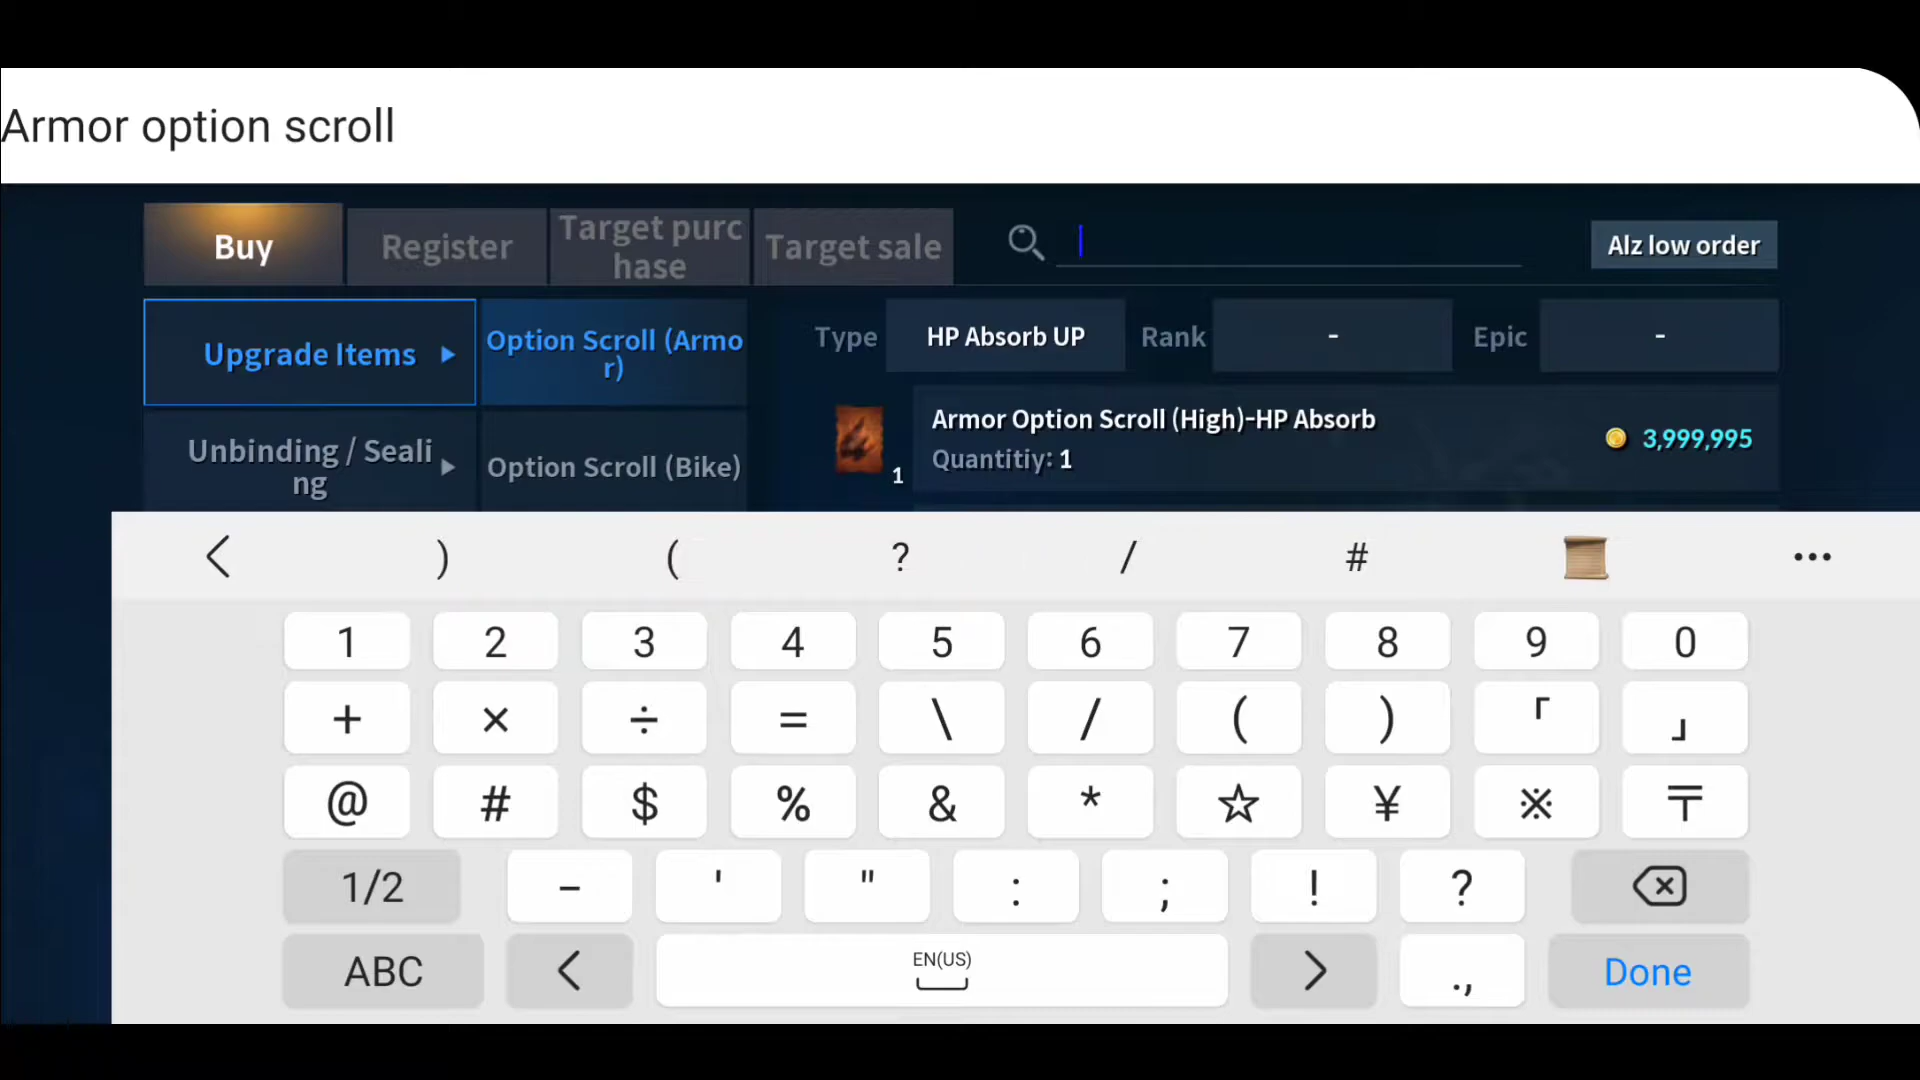 Armor option scroll
Buy
Register
Target purc
hase
Target sale
Alz low order
Upgrade Items
Option Scroll (Armo
r)
Type
HP Absorb UP
Rank
-
Epic
-
Unbinding / Seali
ng
Option Scroll (Bike)
1
Armor Option Scroll (High)-HP Absorb
Quantitiy: 1
3,999,995
) ( ? / # ...
1 2 3 4 5 6 7 8 9 0
+ × ÷ = \ / ( ) 「 」
@ # $ % & * ☆ ¥ ※ 〒
1/2 - ' " : ; ! ?
ABC
EN(US)
.,
Done